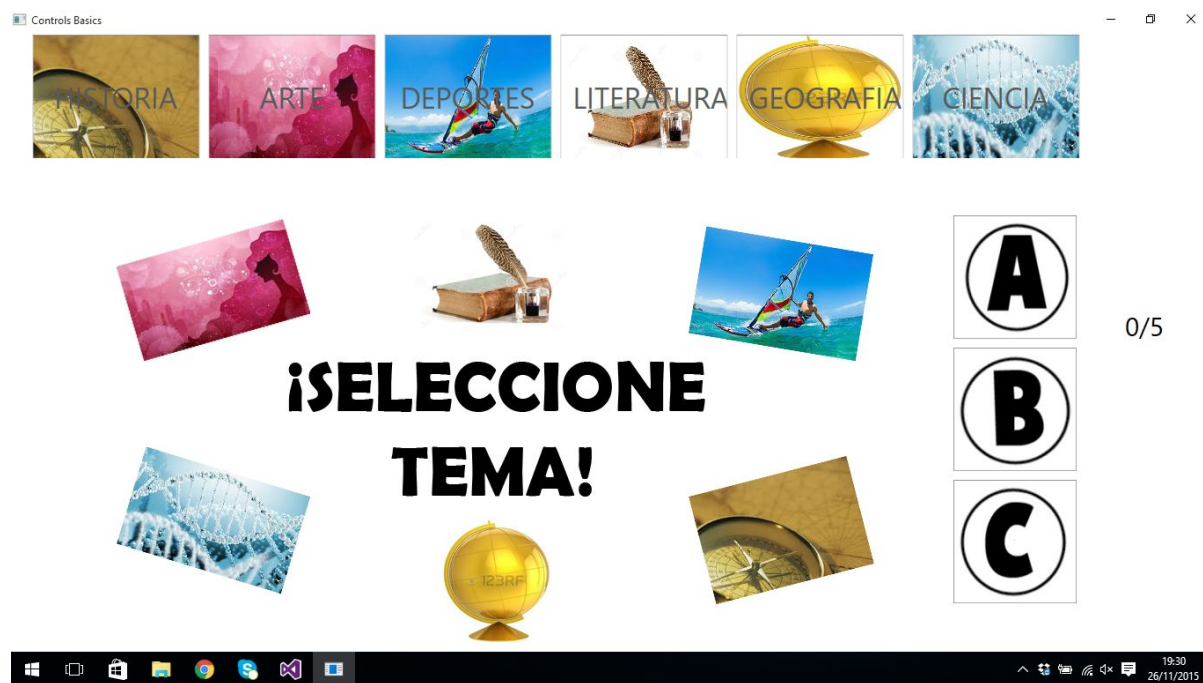 Controls Basics
HISTORIA
ARTE
DEPORTES
LITERATURA
GEOGRAFIA
CIENCIA
A
0/5
¡SELECCIONE
TEMA!
B
C
123RF
19:30
26/11/2015